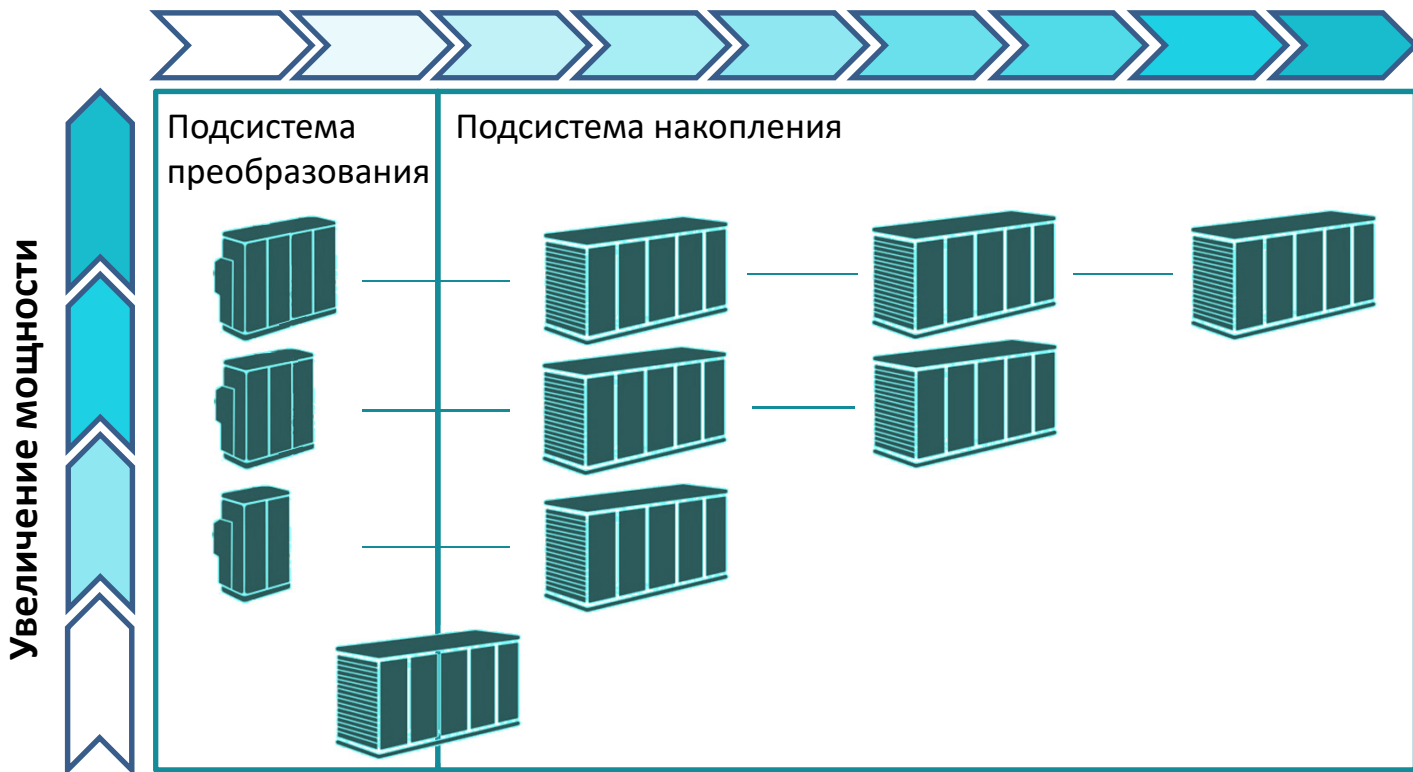 Подсистема
преобразования
Подсистема накопления
Увеличение мощности